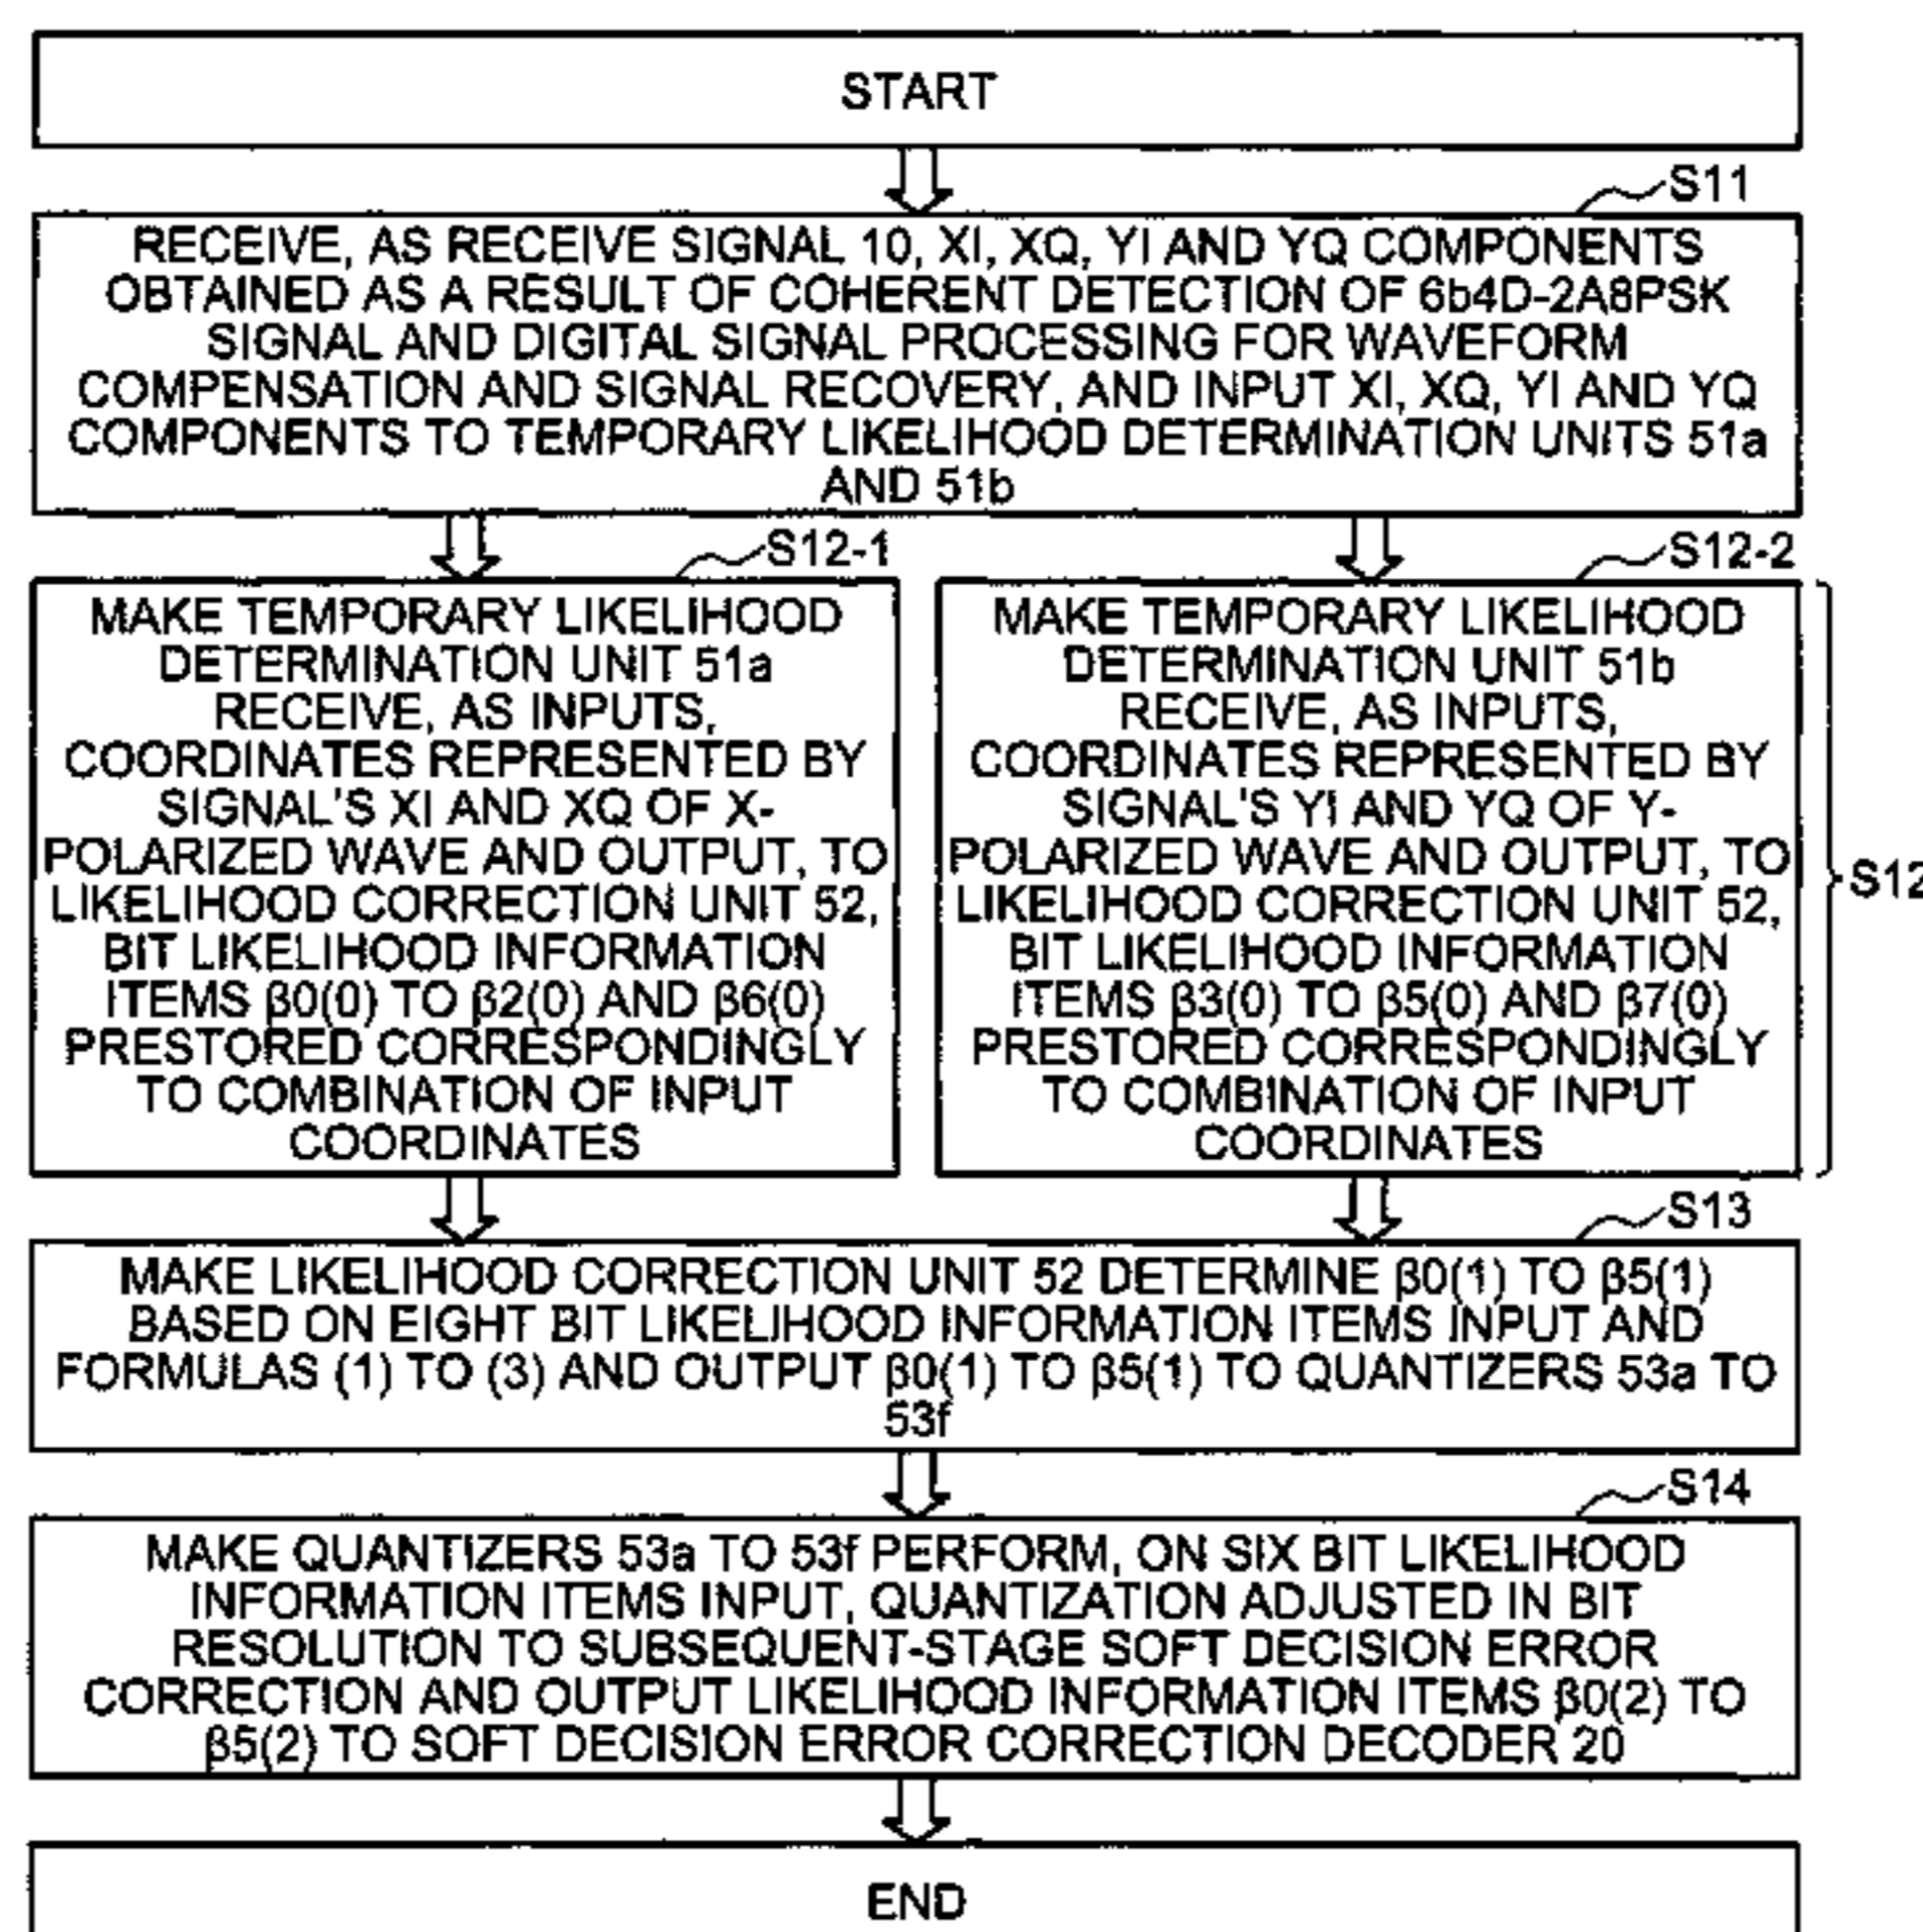 START
S11
RECEIVE, AS RECEIVE SIGNAL 10, XI, XQ, YI AND YQ COMPONENTS
OBTAINED AS A RESULT OF COHERENT DETECTION OF 6b4D-2A8PSK
SIGNAL AND DIGITAL SIGNAL PROCESSING FOR WAVEFORM
COMPENSATION AND SIGNAL RECOVERY, AND INPUT XI, XQ, YI AND YQ
COMPONENTS TO TEMPORARY LIKELIHOOD DETERMINATION UNITS 51a
AND 51b
S12-1
MAKE TEMPORARY LIKELIHOOD
DETERMINATION UNIT 51a
RECEIVE, AS INPUTS,
COORDINATES REPRESENTED BY
SIGNAL'S XI AND XQ OF X-
POLARIZED WAVE AND OUTPUT, TO
LIKELIHOOD CORRECTION UNIT 52,
BIT LIKELIHOOD INFORMATION
ITEMS β0(0) TO β2(0) AND β6(0)
PRESTORED CORRESPONDINGLY
TO COMBINATION OF INPUT
COORDINATES
S12-2
MAKE TEMPORARY LIKELIHOOD
DETERMINATION UNIT 51b
RECEIVE, AS INPUTS,
COORDINATES REPRESENTED BY
SIGNAL'S YI AND YQ OF Y-
POLARIZED WAVE AND OUTPUT, TO
LIKELIHOOD CORRECTION UNIT 52,
BIT LIKELIHOOD INFORMATION
ITEMS β3(0) TO β5(0) AND β7(0)
PRESTORED CORRESPONDINGLY
TO COMBINATION OF INPUT
COORDINATES
S12
S13
MAKE LIKELIHOOD CORRECTION UNIT 52 DETERMINE β0(1) TO β5(1)
BASED ON EIGHT BIT LIKELIHOOD INFORMATION ITEMS INPUT AND
FORMULAS (1) TO (3) AND OUTPUT β0(1) TO β5(1) TO QUANTIZERS 53a TO
53f
S14
MAKE QUANTIZERS 53a TO 53f PERFORM, ON SIX BIT LIKELIHOOD
INFORMATION ITEMS INPUT, QUANTIZATION ADJUSTED IN BIT
RESOLUTION TO SUBSEQUENT-STAGE SOFT DECISION ERROR
CORRECTION AND OUTPUT LIKELIHOOD INFORMATION ITEMS β0(2) TO
β5(2) TO SOFT DECISION ERROR CORRECTION DECODER 20
END